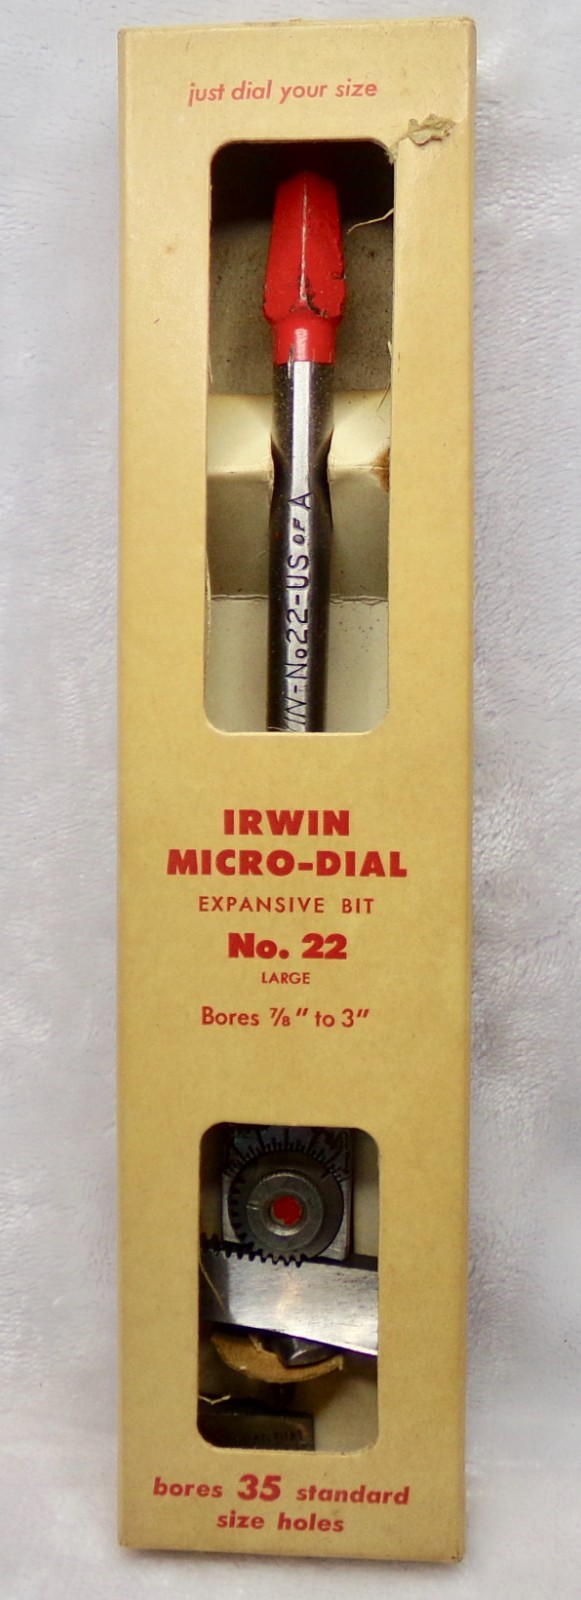 just dial your size
IN-No22-US OF A
IRWIN
MICRO-DIAL
EXPANSIVE BIT
No. 22
LARGE
Bores 7/8" to 3"
bores 35 standard
size holes